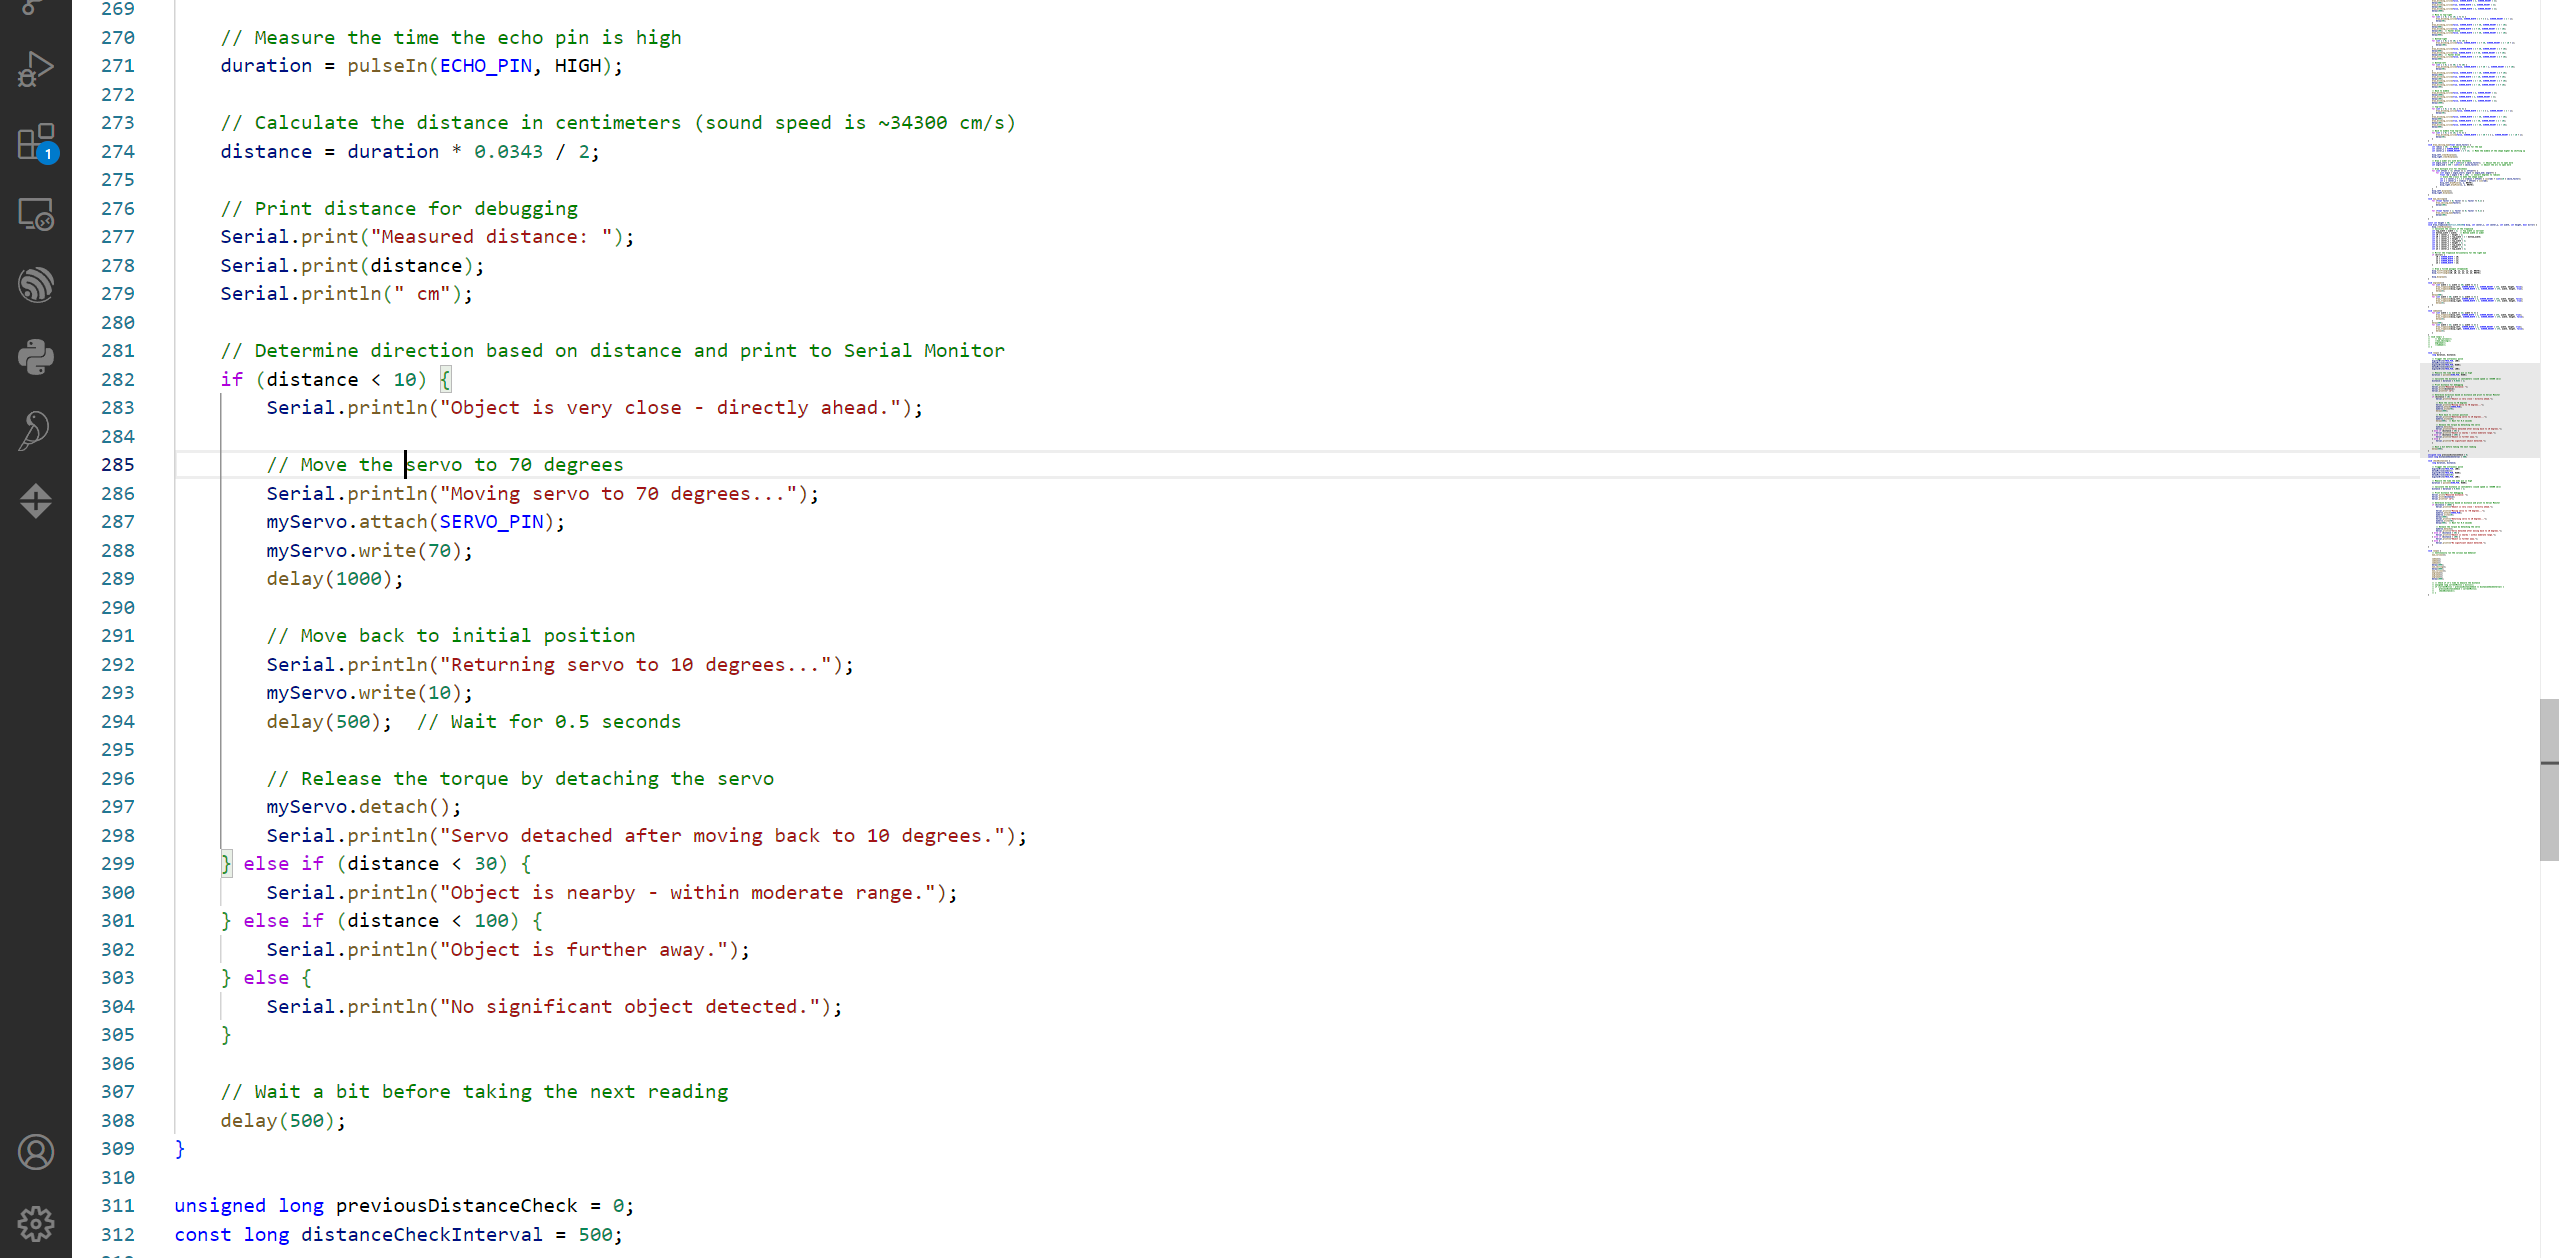 269
270 // Measure the time the echo pin is high
271 duration = pulseIn(ECHO_PIN, HIGH);
272
273 // Calculate the distance in centimeters (sound speed is ~34300 cm/s)
274 distance = duration * 0.0343 / 2;
275
276 // Print distance for debugging
277 Serial.print("Measured distance: ");
278 Serial.print(distance);
279 Serial.println(" cm");
280
281 // Determine direction based on distance and print to Serial Monitor
282 if (distance < 10) {
283 Serial.println("Object is very close - directly ahead.");
284
285 // Move the servo to 70 degrees
286 Serial.println("Moving servo to 70 degrees...");
287 myServo.attach(SERVO_PIN);
288 myServo.write(70);
289 delay(1000);
290
291 // Move back to initial position
292 Serial.println("Returning servo to 10 degrees...");
293 myServo.write(10);
294 delay(500);  // Wait for 0.5 seconds
295
296 // Release the torque by detaching the servo
297 myServo.detach();
298 Serial.println("Servo detached after moving back to 10 degrees.");
299 } else if (distance < 30) {
300 Serial.println("Object is nearby - within moderate range.");
301 } else if (distance < 100) {
302 Serial.println("Object is further away.");
303 } else {
304 Serial.println("No significant object detected.");
305 }
306
307 // Wait a bit before taking the next reading
308 delay(500);
309 }
310
311 unsigned long previousDistanceCheck = 0;
312 const long distanceCheckInterval = 500;
1